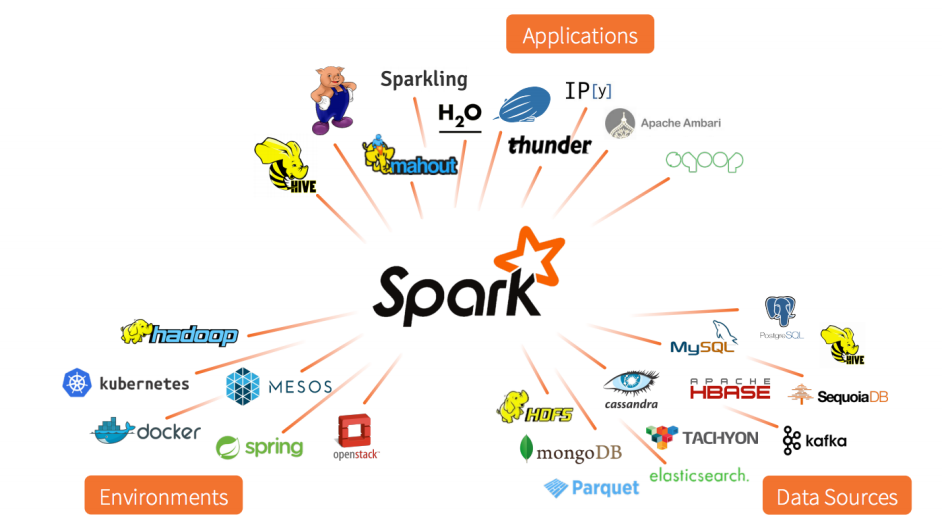 Applications
Sparkling
H2O
IP[y]
thunder
Apache Ambari
sqoop
mahout
HIVE
Spark
hadoop
kubernetes
MESOS
docker
spring
openstack
Environments
PostgreSQL
MySQL
HIVE
cassandra
APACHE
HBASE
SequoiaDB
HDFS
mongoDB
TACHYON
kafka
Parquet
elasticsearch.
Data Sources